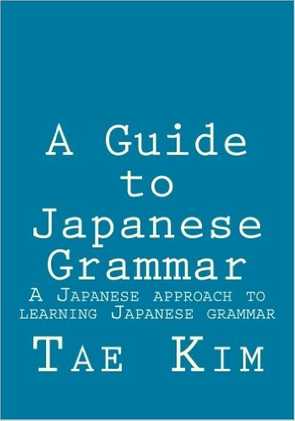 A Guide
to
Japanese
Grammar
A Japanese approach to
learning Japanese grammar
Tae Kim